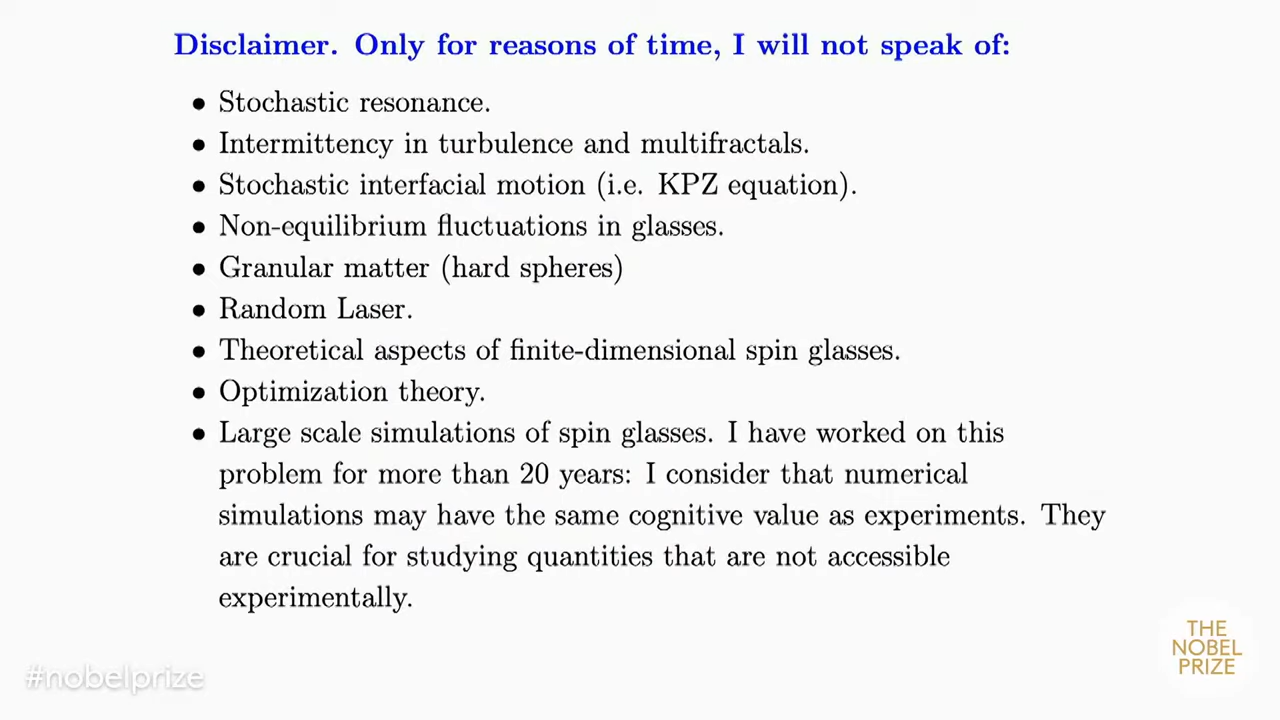 Disclaimer. Only for reasons of time, I will not speak of:
• Stochastic resonance.
• Intermittency in turbulence and multifractals.
• Stochastic interfacial motion (i.e. KPZ equation).
• Non-equilibrium fluctuations in glasses.
• Granular matter (hard spheres)
• Random Laser.
• Theoretical aspects of finite-dimensional spin glasses.
• Optimization theory.
• Large scale simulations of spin glasses. I have worked on this
problem for more than 20 years: I consider that numerical
simulations may have the same cognitive value as experiments. They
are crucial for studying quantities that are not accessible
experimentally.
#nobelprize
THE
NOBEL
PRIZE